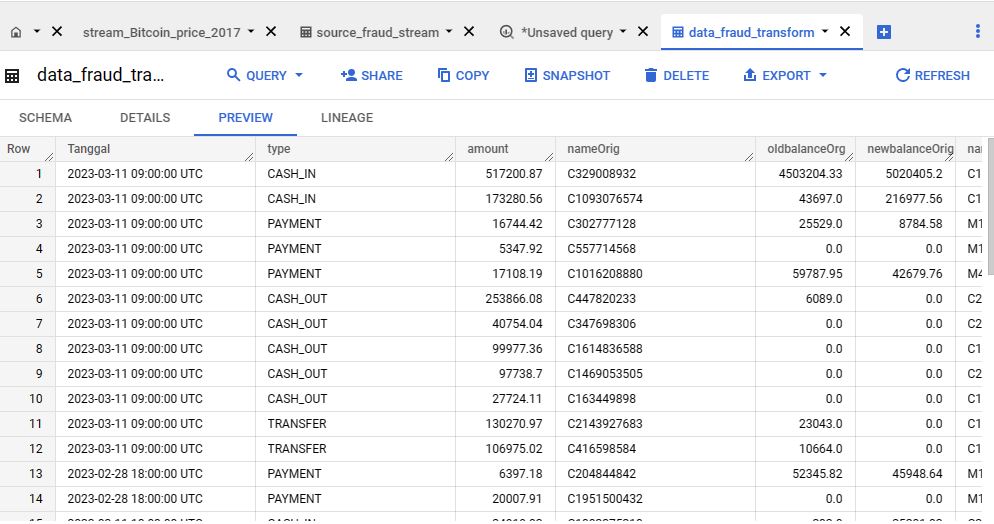 stream_Bitcoin_price_2017 source_fraud_stream *Unsaved query data_fraud_transform
data_fraud_tra... QUERY SHARE COPY SNAPSHOT DELETE EXPORT REFRESH
SCHEMA DETAILS PREVIEW LINEAGE
Row Tanggal type amount nameOrig oldbalanceOrg newbalanceOrig nar
1 2023-03-11 09:00:00 UTC CASH_IN 517200.87 C329008932 4503204.33 5020405.2 C1
2 2023-03-11 09:00:00 UTC CASH_IN 173280.56 C1093076574 43697.0 216977.56 C1
3 2023-03-11 09:00:00 UTC PAYMENT 16744.42 C302777128 25529.0 8784.58 M1
4 2023-03-11 09:00:00 UTC PAYMENT 5347.92 C557714568 0.0 0.0 M1
5 2023-03-11 09:00:00 UTC PAYMENT 17108.19 C1016208880 59787.95 42679.76 M4
6 2023-03-11 09:00:00 UTC CASH_OUT 253866.08 C447820233 6089.0 0.0 C2
7 2023-03-11 09:00:00 UTC CASH_OUT 40754.04 C347698306 0.0 0.0 C2
8 2023-03-11 09:00:00 UTC CASH_OUT 99977.36 C1614836588 0.0 0.0 C1
9 2023-03-11 09:00:00 UTC CASH_OUT 97738.7 C1469053505 0.0 0.0 C2
10 2023-03-11 09:00:00 UTC CASH_OUT 27724.11 C163449898 0.0 0.0 C1
11 2023-03-11 09:00:00 UTC TRANSFER 130270.97 C2143927683 23043.0 0.0 C1
12 2023-03-11 09:00:00 UTC TRANSFER 106975.02 C416598584 10664.0 0.0 C1
13 2023-02-28 18:00:00 UTC PAYMENT 6397.18 C204844842 52345.82 45948.64 M1
14 2023-02-28 18:00:00 UTC PAYMENT 20007.91 C1951500432 0.0 0.0 M1